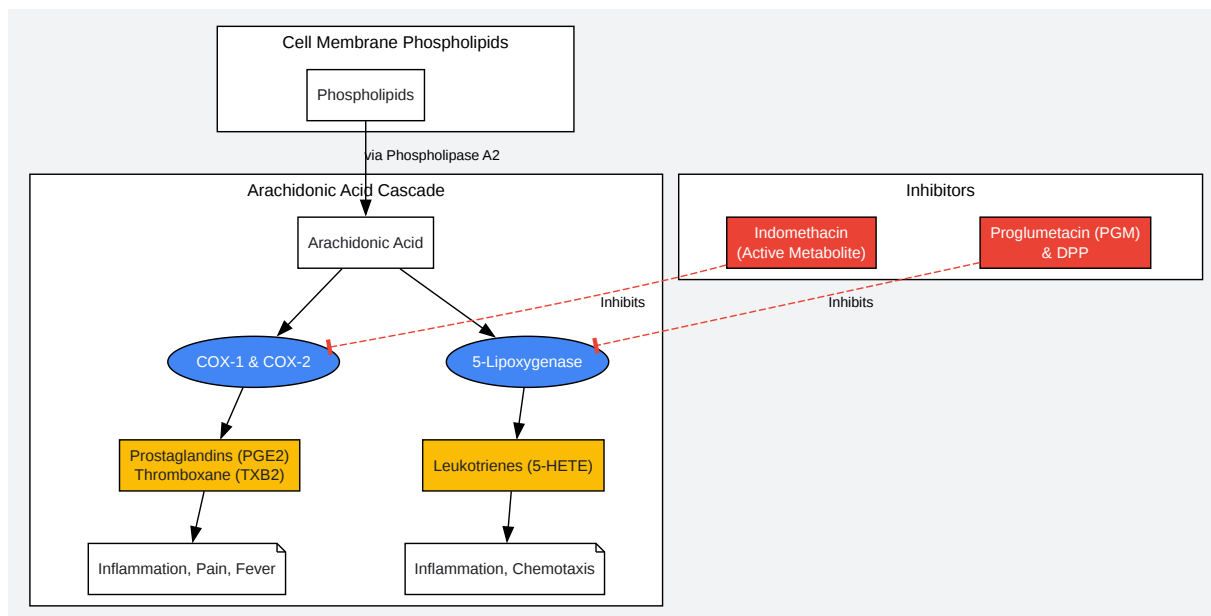 Cell Membrane Phospholipids
Phospholipids
via Phospholipase A2
Arachidonic Acid Cascade
Arachidonic Acid
Inhibitors
Indomethacin
(Active Metabolite)
Proglumetacin (PGM)
& DPP
Inhibits
Inhibits
COX-1 & COX-2
5-Lipoxygenase
Prostaglandins (PGE2)
Thromboxane (TXB2)
Leukotrienes (5-HETE)
Inflammation, Pain, Fever
Inflammation, Chemotaxis